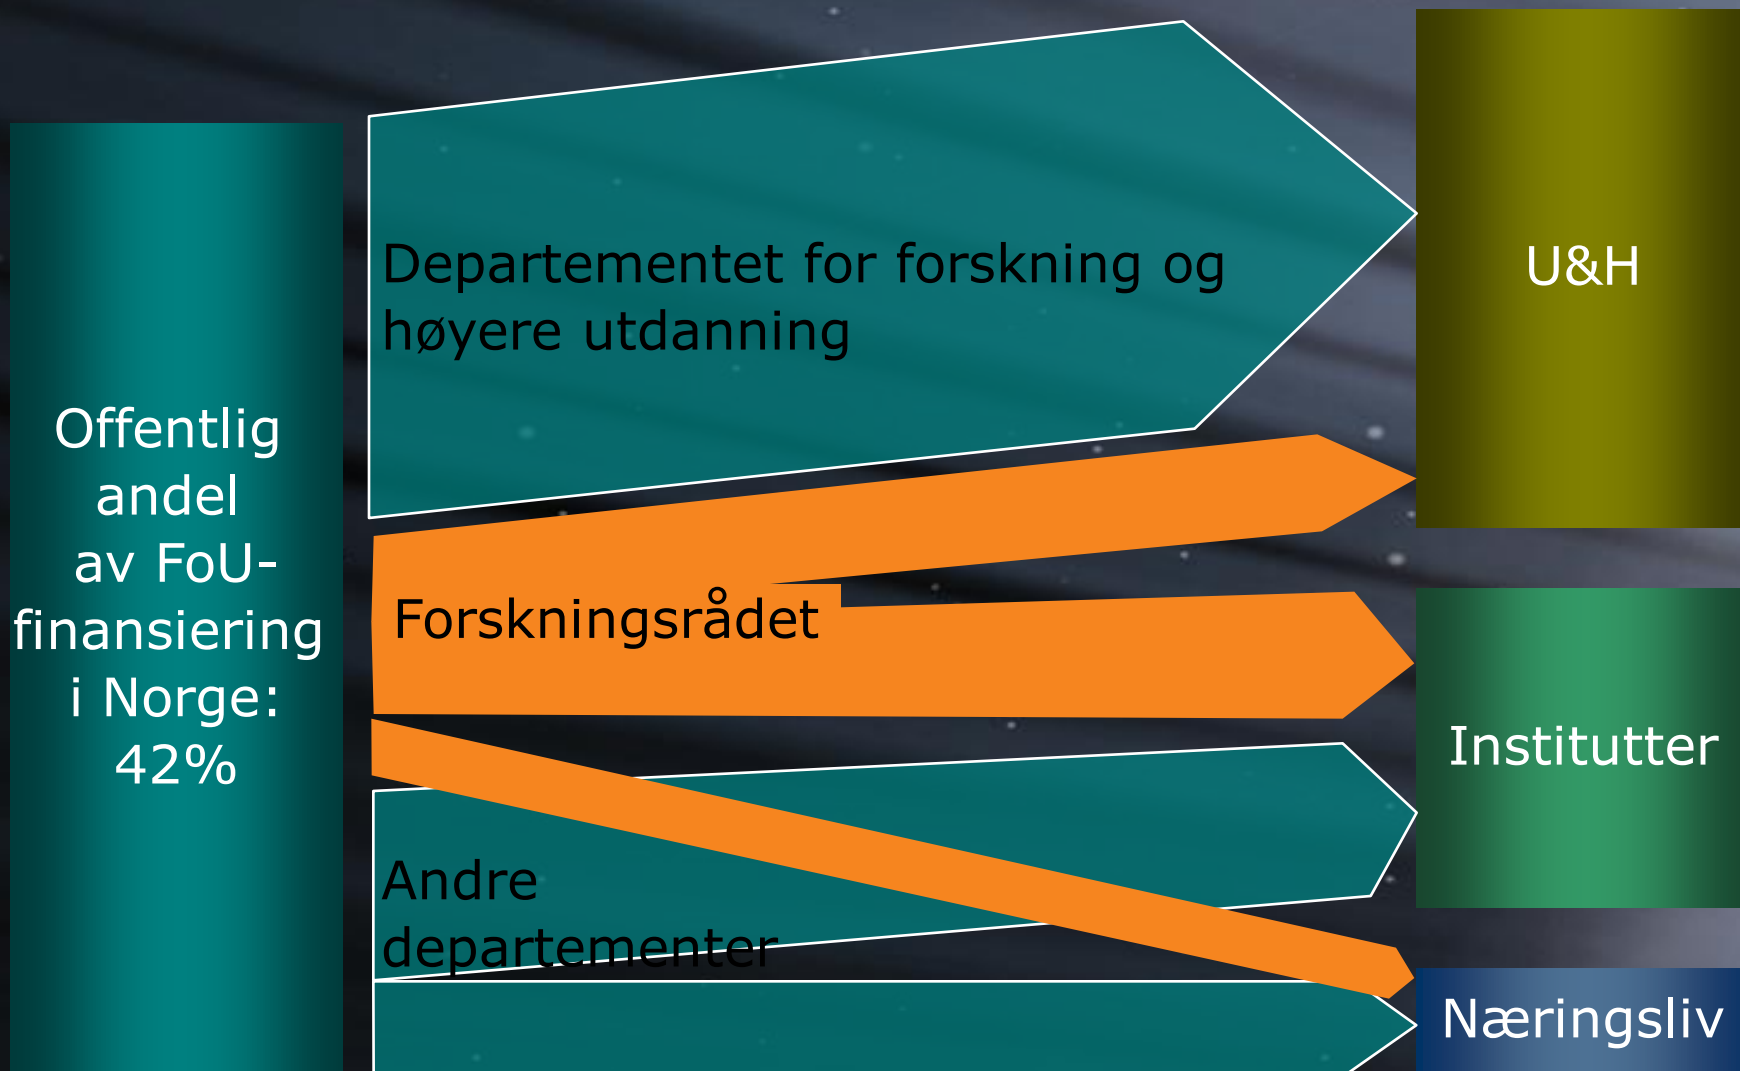 Offentlig
andel
av FoU-
finansiering
i Norge:
42%
Departementet for forskning og
høyere utdanning
Forskningsrådet
Andre
departementer
U&H
Institutter
Næringsliv